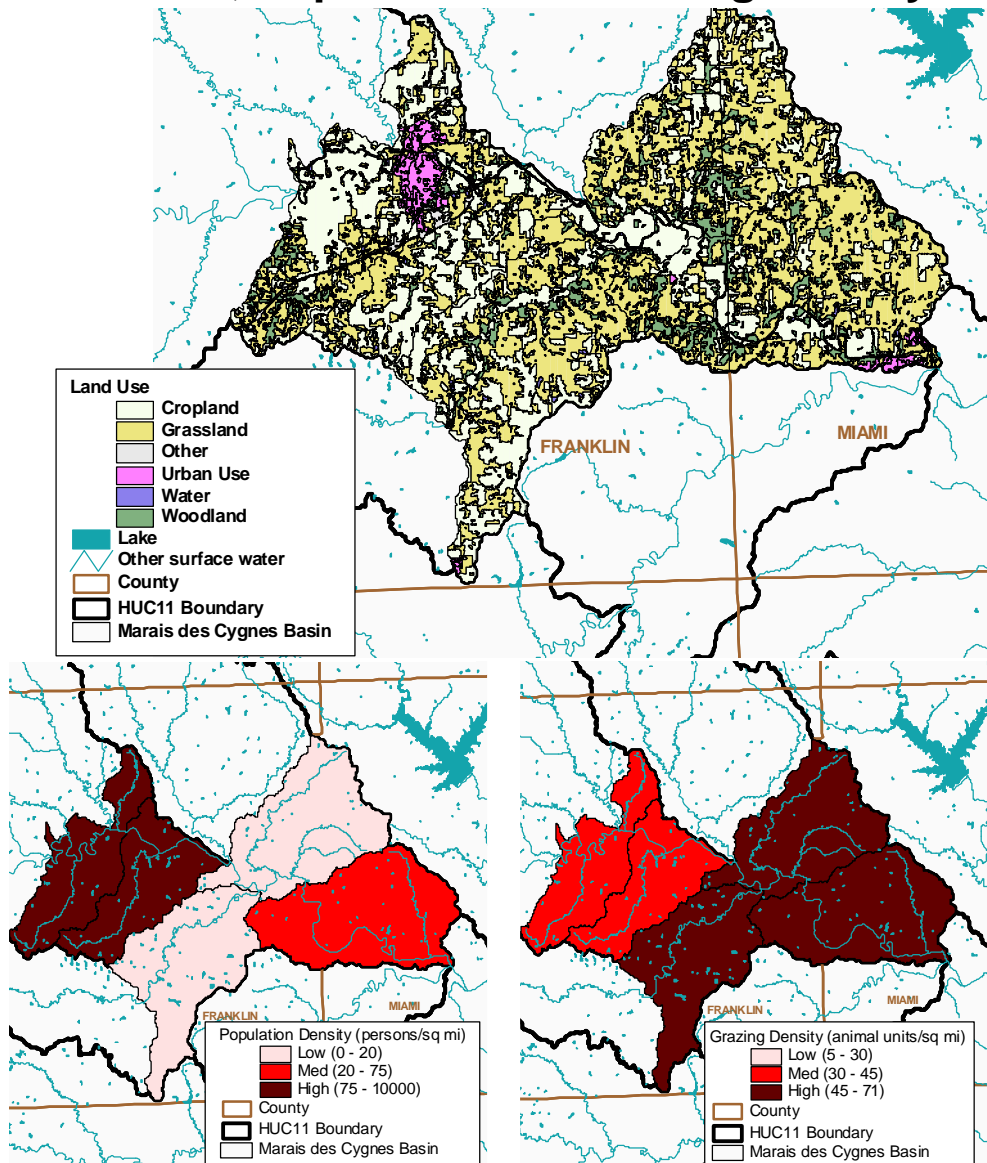 FRANKLIN
MIAMI
Land Use
Cropland
Grassland
Other
Urban Use
Water
Woodland
Lake
Other surface water
County
HUC11 Boundary
Marais des Cygnes Basin
FRANKLIN
MIAMI
Population Density (persons/sq mi)
Low (0 - 20)
Med (20 - 75)
High (75 - 10000)
County
HUC11 Boundary
Marais des Cygnes Basin
FRANKLIN
MIAMI
Grazing Density (animal units/sq mi)
Low (5 - 30)
Med (30 - 45)
High (45 - 71)
County
HUC11 Boundary
Marais des Cygnes Basin